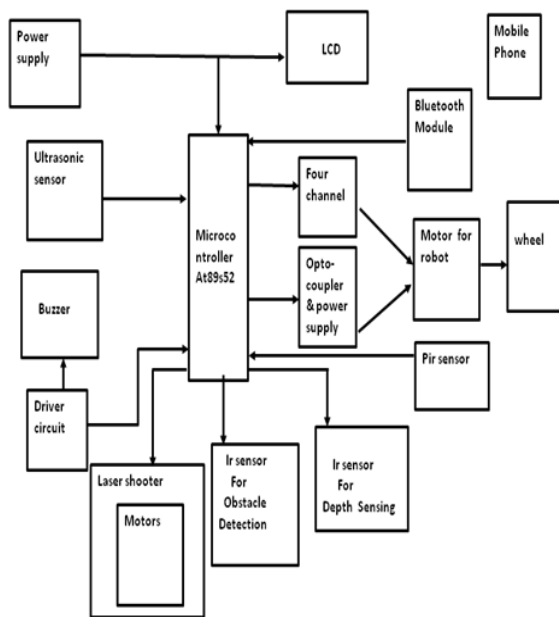 Power
supply
LCD
Mobile
Phone
Bluetooth
Module
Ultrasonic
sensor
Microco
ntroller
At89s52
Four
channel
Opto-
coupler
& power
supply
Motor for
robot
wheel
Buzzer
Pir sensor
Driver
circuit
Laser shooter
Motors
Ir sensor
For
Obstacle
Detection
Ir sensor
For
Depth Sensing